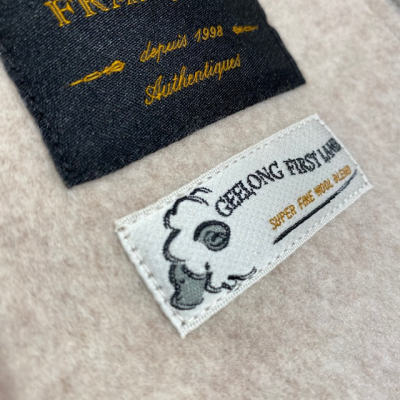 depuis 1998
Authentiques
GEELONG FIRST LAMB
SUPER FINE WOOL BLEND